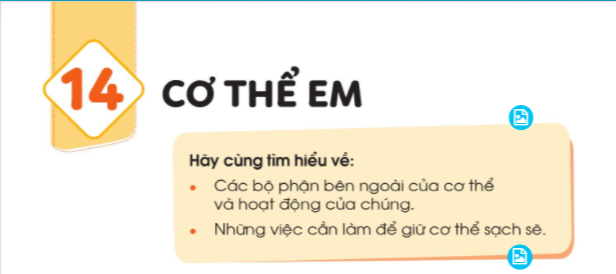 14
CƠ THỂ EM
Hãy cùng tìm hiểu về:
• Các bộ phận bên ngoài của cơ thể
và hoạt động của chúng.
• Những việc cần làm để giữ cơ thể sạch sẽ.